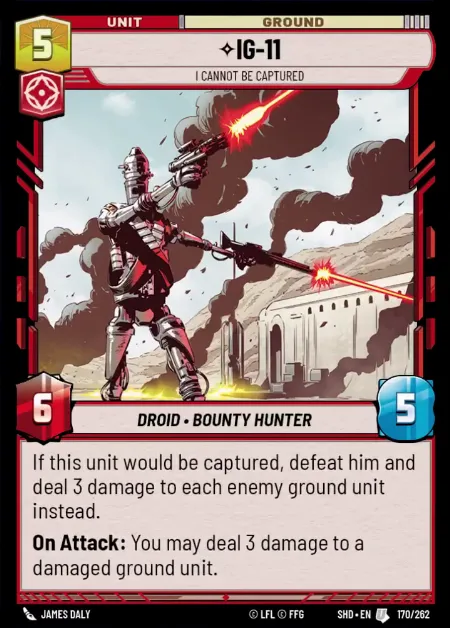 UNIT
GROUND
5
IG-11
I CANNOT BE CAPTURED
6
DROID • BOUNTY HUNTER
5
If this unit would be captured, defeat him and
deal 3 damage to each enemy ground unit
instead.
On Attack: You may deal 3 damage to a
damaged ground unit.
JAMES DALY
© LFL © FFG
SHD • EN
U
170/262